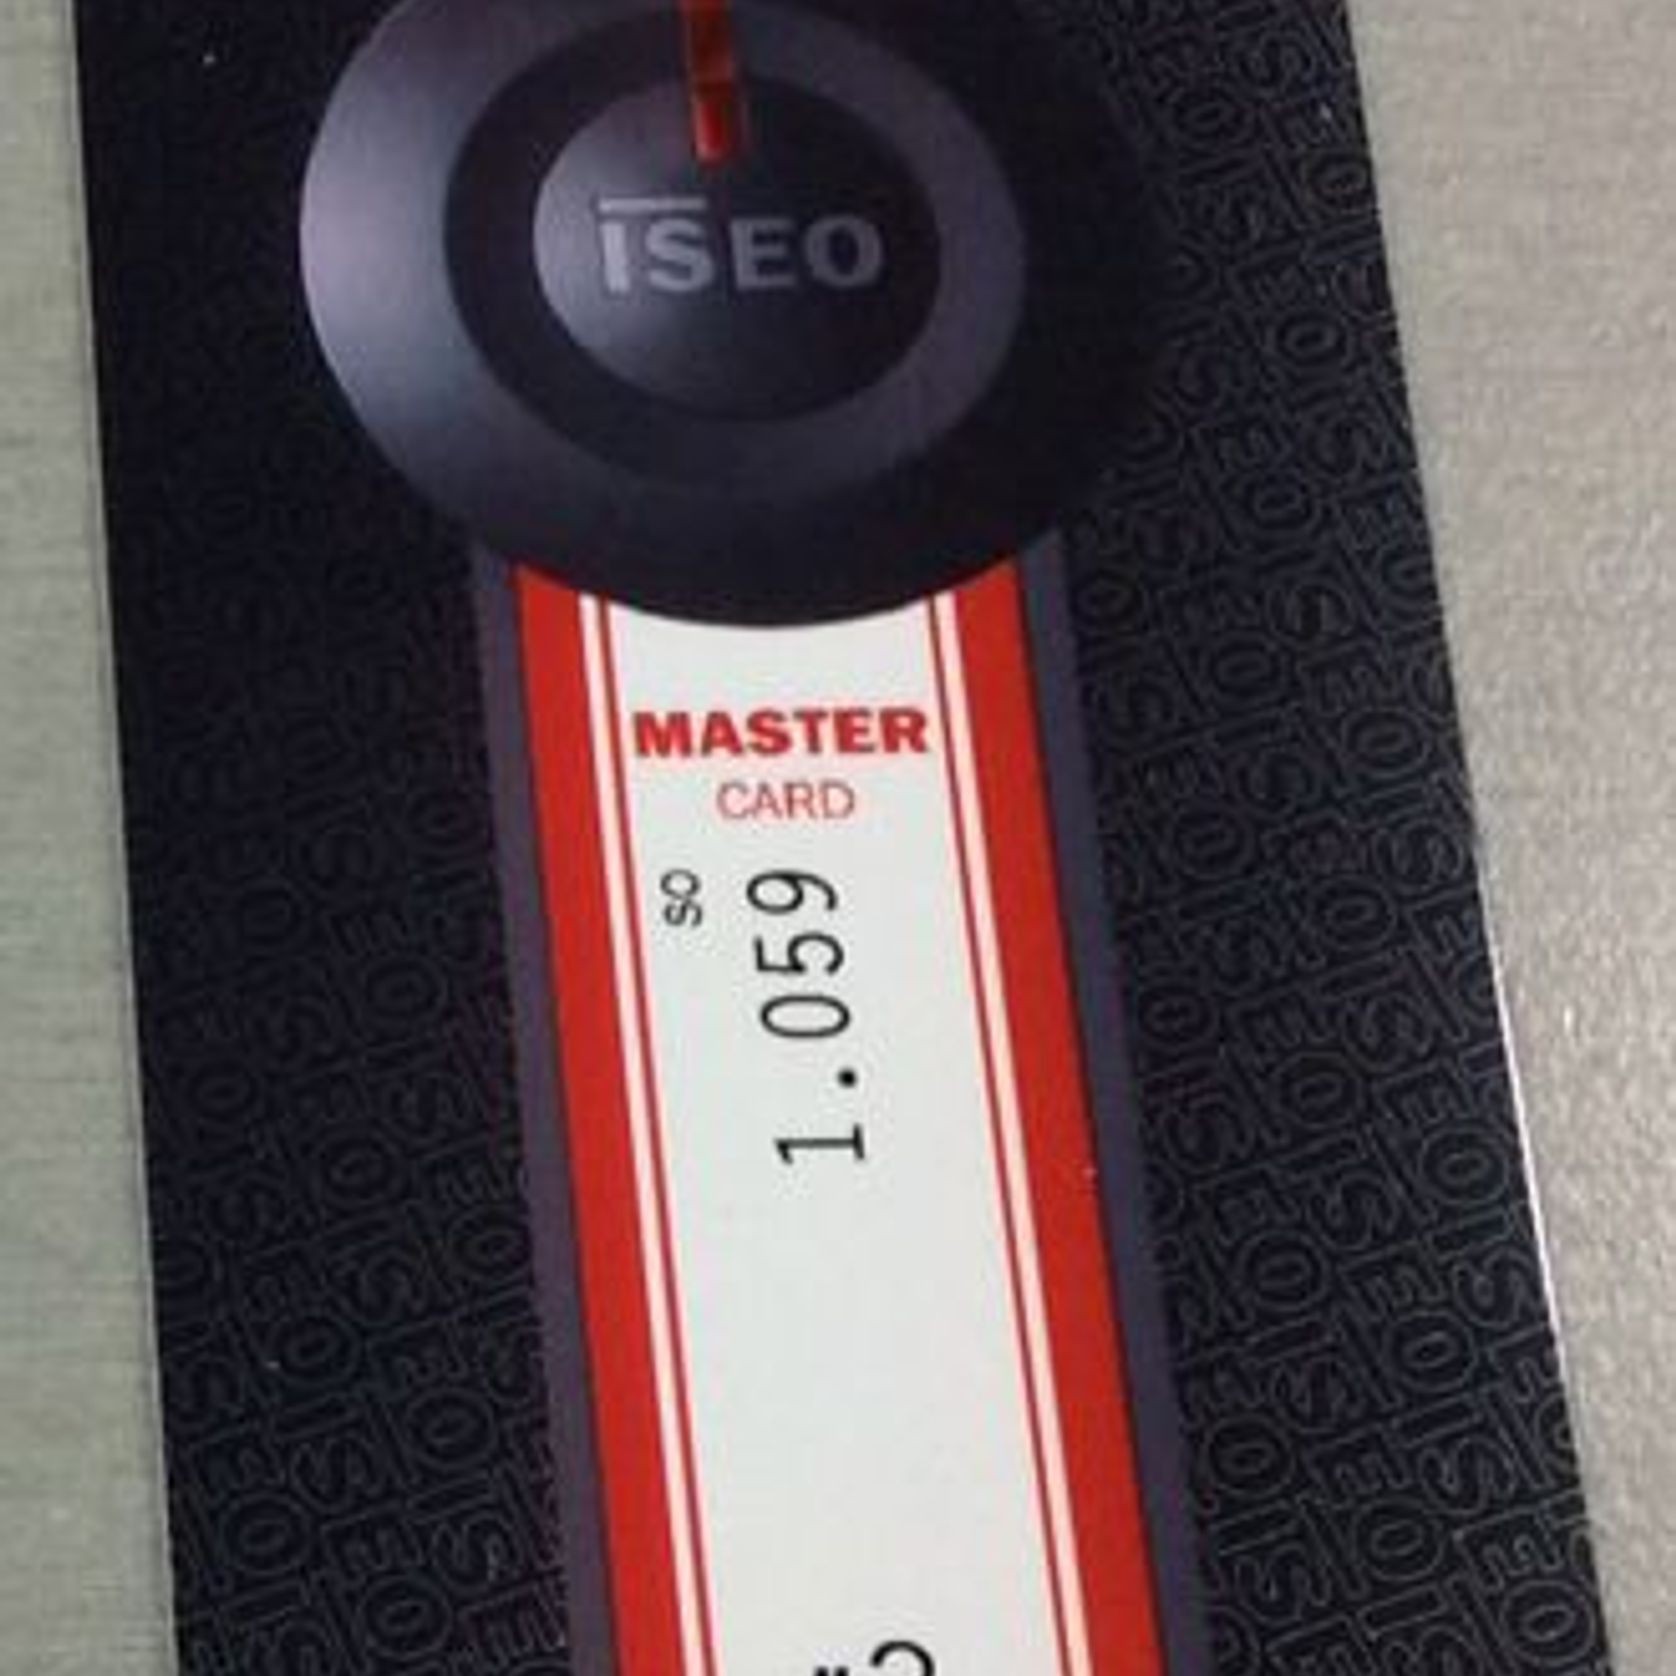 ISEO
MASTER
CARD
SO
1.059